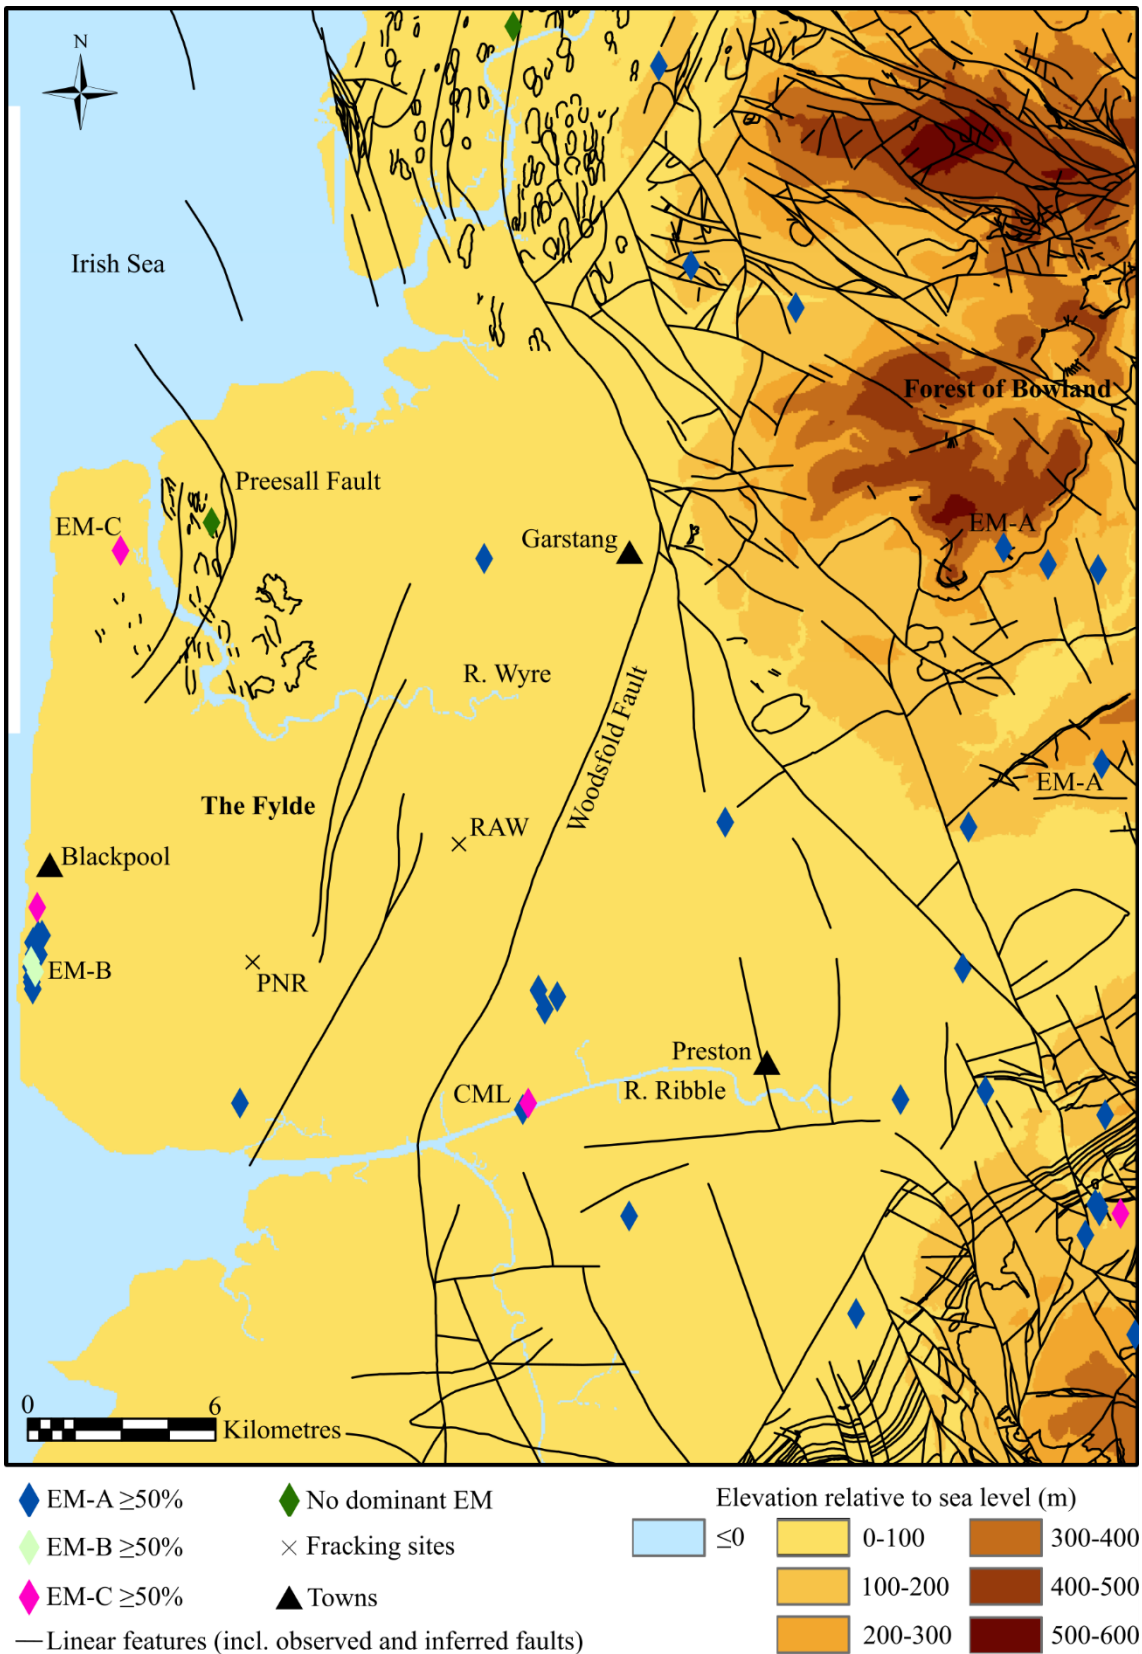 N
Irish Sea
Forest of Bowland
Preesall Fault
EM-C
Garstang
EM-A
R. Wyre
Woodsfold Fault
EM-A
The Fylde
RAW
Blackpool
EM-B
PNR
Preston
CML
R. Ribble
0 6
Kilometres
EM-A ≥50%
No dominant EM
Elevation relative to sea level (m)
≤0
0-100
300-400
EM-B ≥50%
Fracking sites
100-200
400-500
EM-C ≥50%
Towns
200-300
500-600
Linear features (incl. observed and inferred faults)